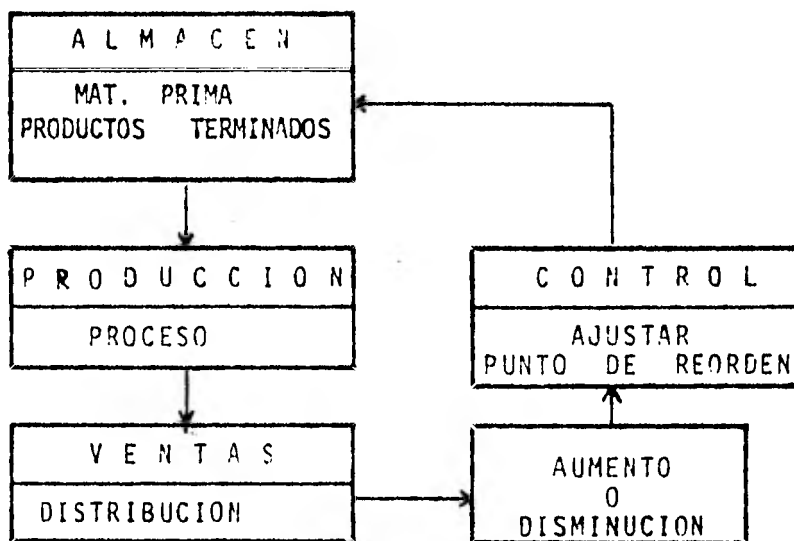 A L M A C E N
MAT. PRIMA
PRODUCTOS TERMINADOS
P R O D U C C I O N
PROCESO
V E N T A S
DISTRIBUCION
C O N T R O L
AJUSTAR
PUNTO DE REORDEN
AUMENTO
O
DISMINUCION